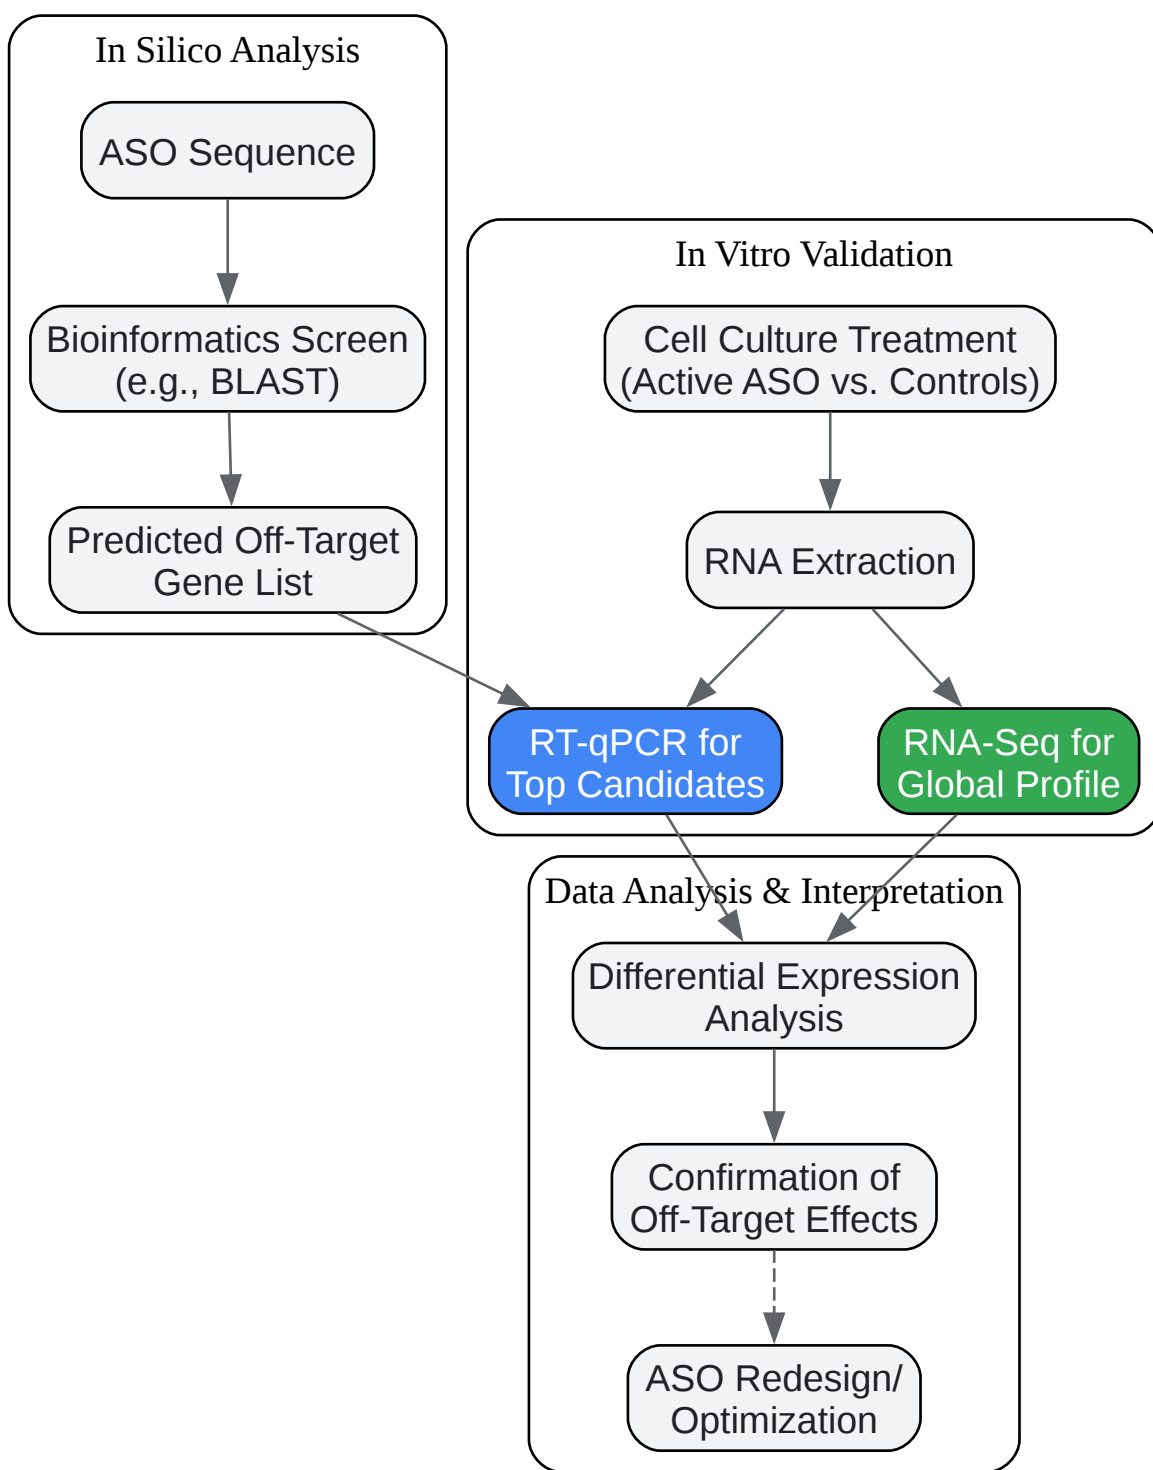 In Silico Analysis
ASO Sequence
Bioinformatics Screen
(e.g., BLAST)
Predicted Off-Target
Gene List
In Vitro Validation
Cell Culture Treatment
(Active ASO vs. Controls)
RNA Extraction
RT-qPCR for
Top Candidates
RNA-Seq for
Global Profile
Data Analysis & Interpretation
Differential Expression
Analysis
Confirmation of
Off-Target Effects
ASO Redesign/
Optimization